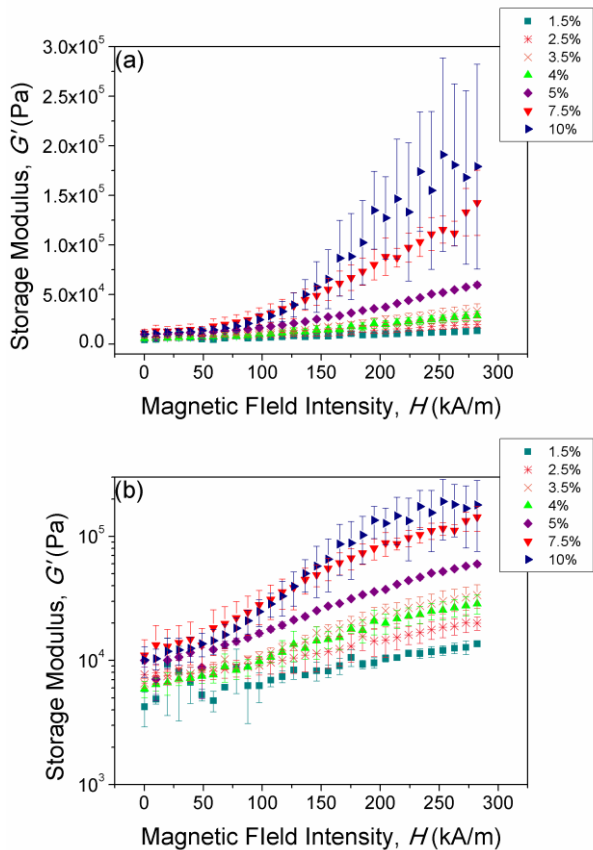 (a)
1.5%
2.5%
3.5%
4%
5%
7.5%
10%
3.0x10⁵
2.5x10⁵
2.0x10⁵
1.5x10⁵
1.0x10⁵
5.0x10⁴
0.0
Storage Modulus, G' (Pa)
0 50 100 150 200 250 300
Magnetic FIeld Intensity, H (kA/m)
(b)
1.5%
2.5%
3.5%
4%
5%
7.5%
10%
10⁵
10⁴
10³
Storage Modulus, G' (Pa)
0 50 100 150 200 250 300
Magnetic FIeld Intensity, H (kA/m)